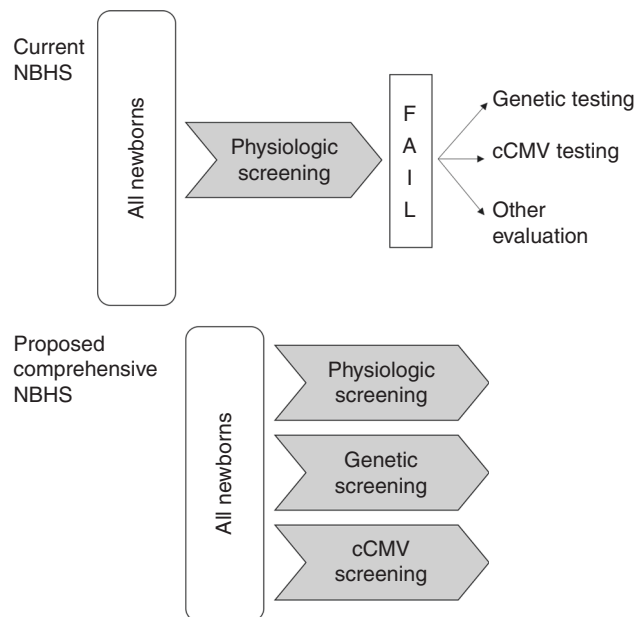 Current
NBHS
All newborns
Physiologic
screening
F
A
I
L
Genetic testing
cCMV testing
Other
evaluation
Proposed
comprehensive
NBHS
All newborns
Physiologic
screening
Genetic
screening
cCMV
screening